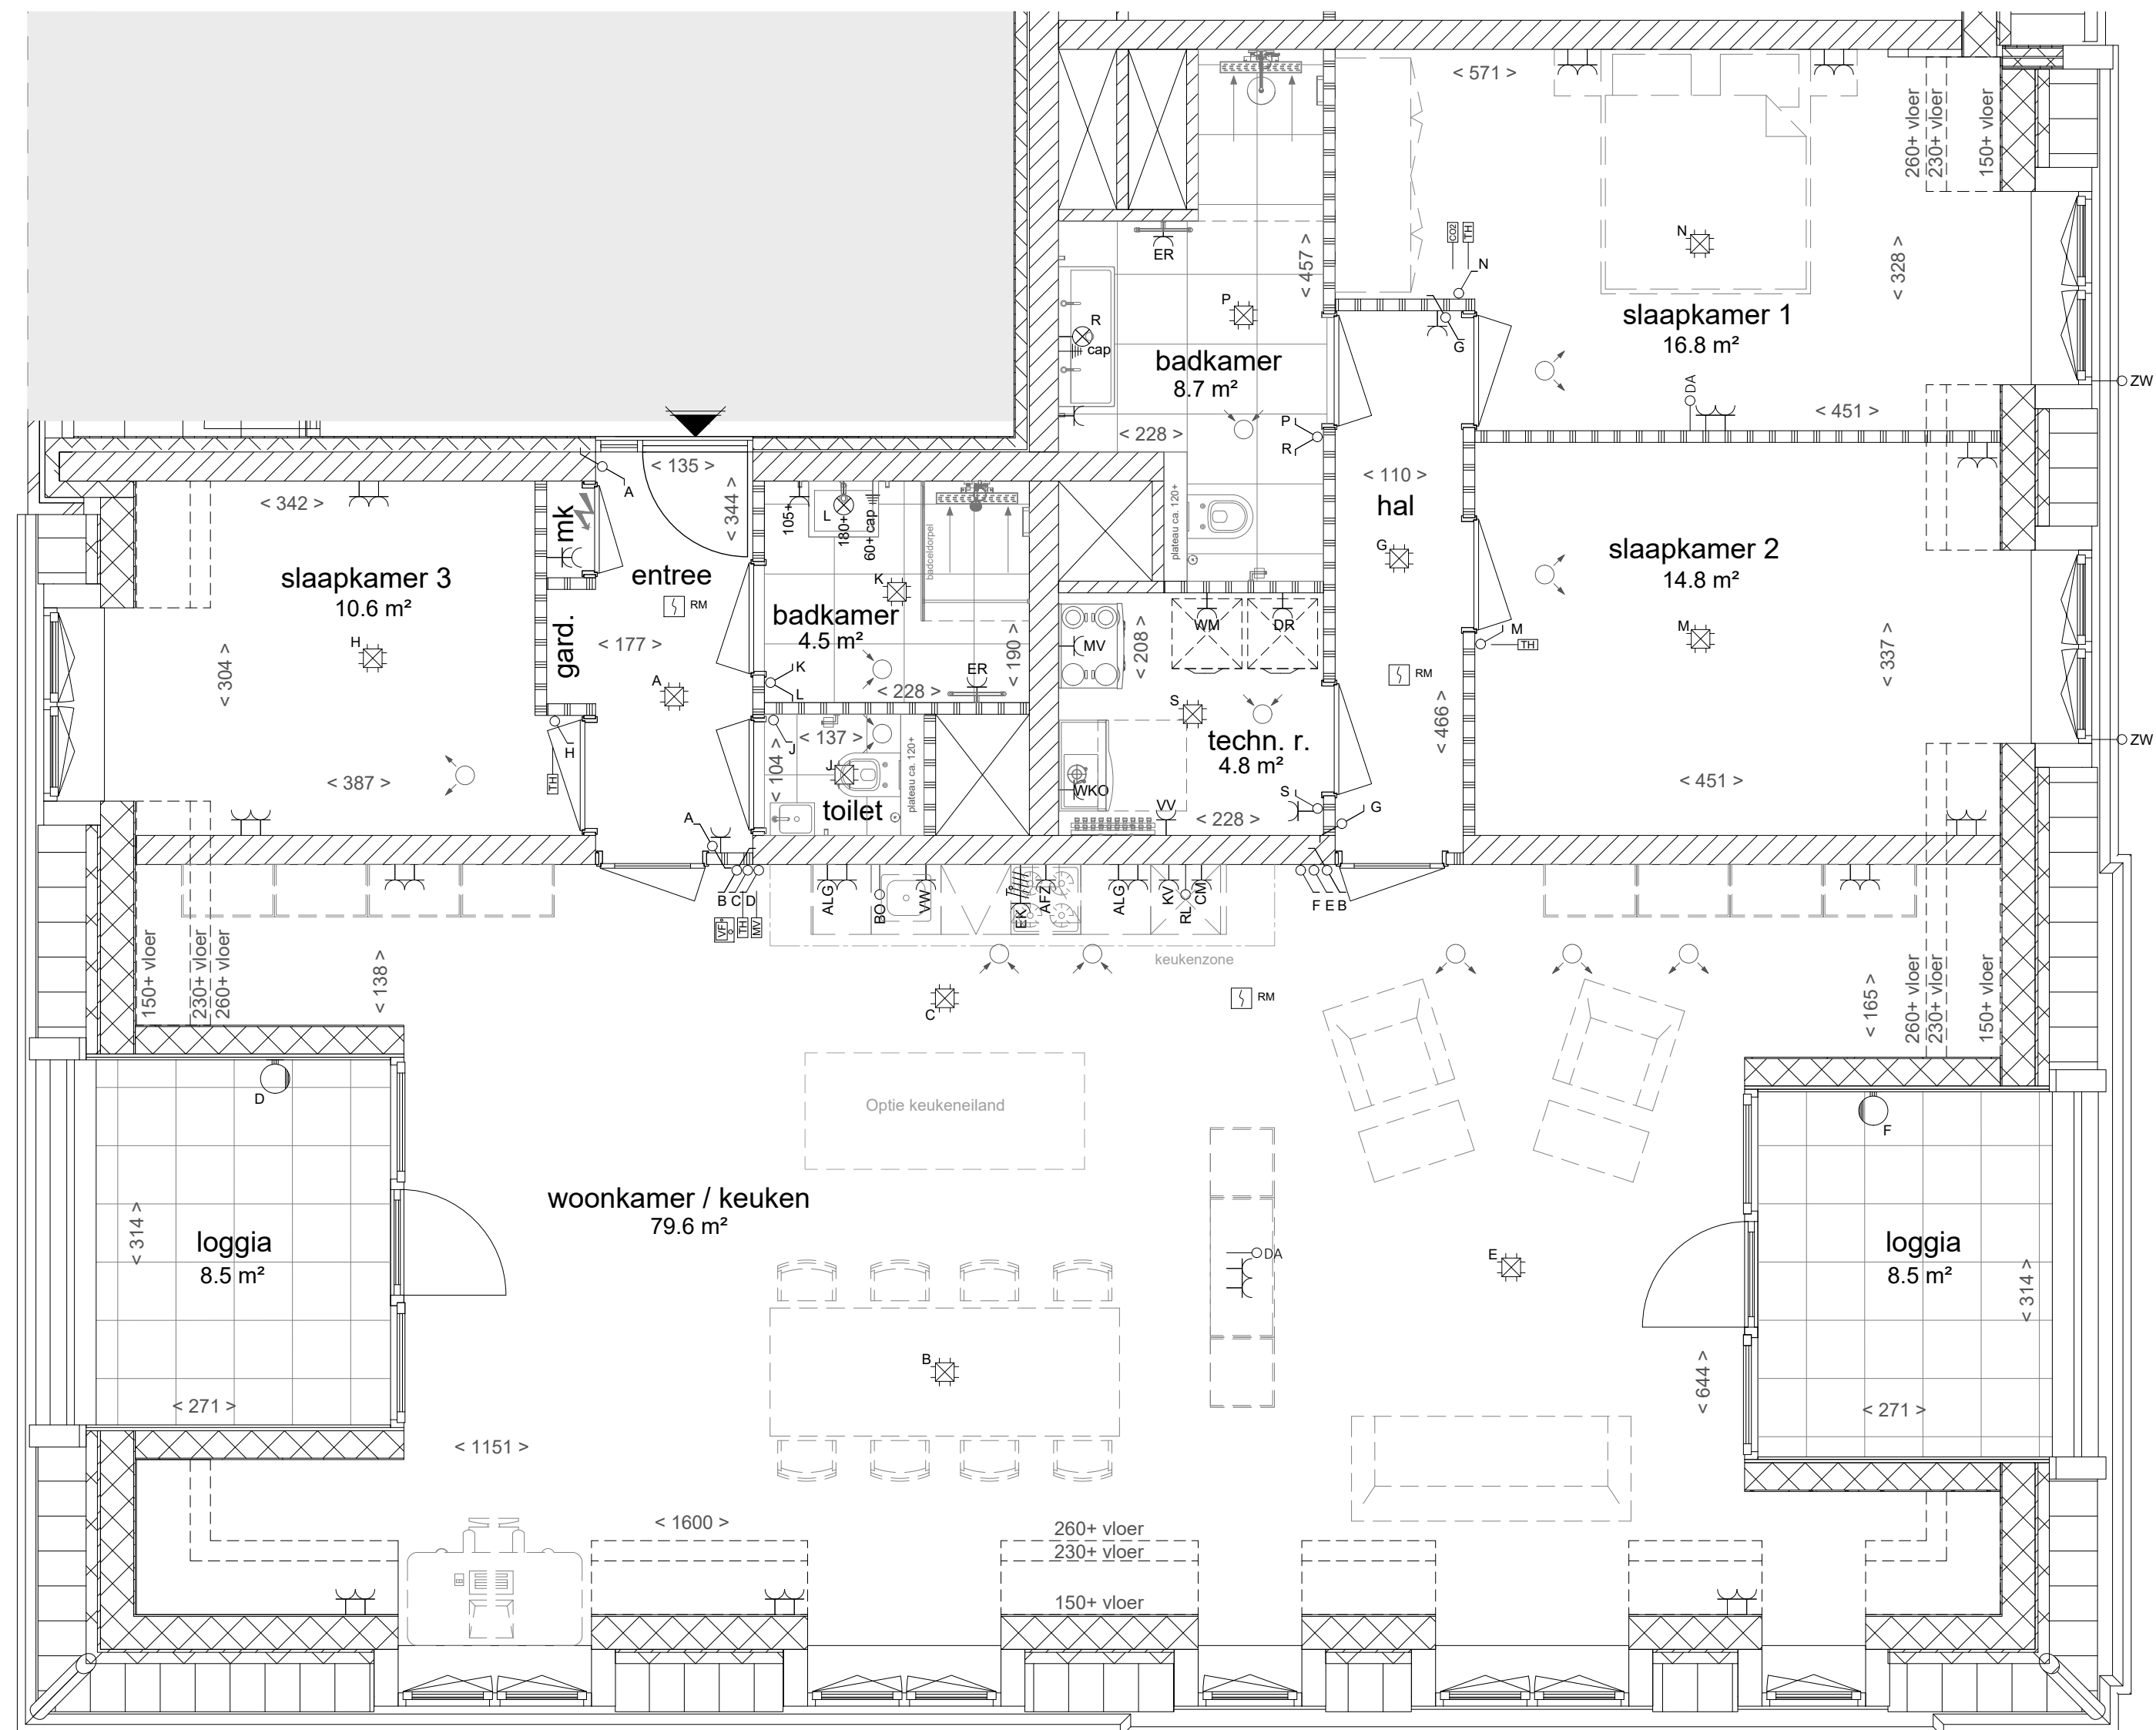 < 571 >
260+ vloer
230+ vloer
150+ vloer
ER
< 457 >
CO2
TH
N
N
< 328 >
P
R
cap
badkamer
8.7 m²
G
slaapkamer 1
16.8 m²
DA
ZW
< 451 >
< 228 >
P
R
< 135 >
A
< 342 >
mk
< 344 >
105+
L
180+
60+ cap
badceldorpel
plateau ca. 120+
< 110 >
hal
G
slaapkamer 2
14.8 m²
slaapkamer 3
10.6 m²
H
entree
RM
K
badkamer
4.5 m²
gard.
< 177 >
< 304 >
A
K
L
< 228 >
ER
< 190 >
MV
< 208 >
WM
DR
M
TH
M
< 337 >
RM
< 466 >
S
techn. r.
4.8 m²
ZW
H
TH
< 387 >
< 104 >
< 137 >
J
J
toilet
plateau ca. 120+
WKO
VV
< 228 >
S
G
< 451 >
A
B C D
VF
TH
MV
ALG
BO
VW
EK
AFZ
ALG
KV
RL
CM
F E B
keukenzone
150+ vloer
230+ vloer
260+ vloer
< 138 >
C
RM
< 165 >
260+ vloer
230+ vloer
150+ vloer
D
Optie keukeneiland
F
woonkamer / keuken
79.6 m²
< 314 >
loggia
8.5 m²
DA
E
loggia
8.5 m²
< 314 >
B
< 271 >
< 644 >
< 271 >
< 1151 >
< 1600 >
260+ vloer
230+ vloer
150+ vloer